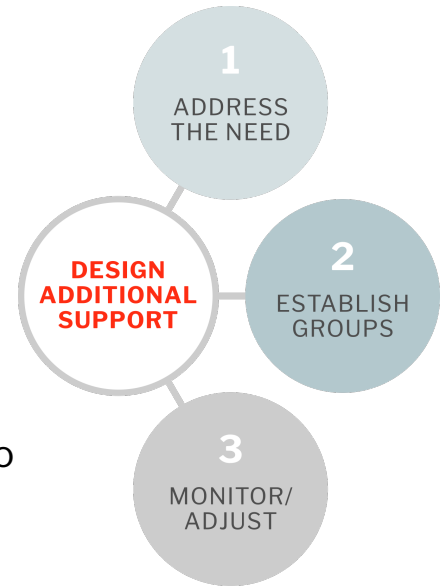 1
ADDRESS
THE NEED
DESIGN
ADDITIONAL
SUPPORT
2
ESTABLISH
GROUPS
o
3
MONITOR/
ADJUST